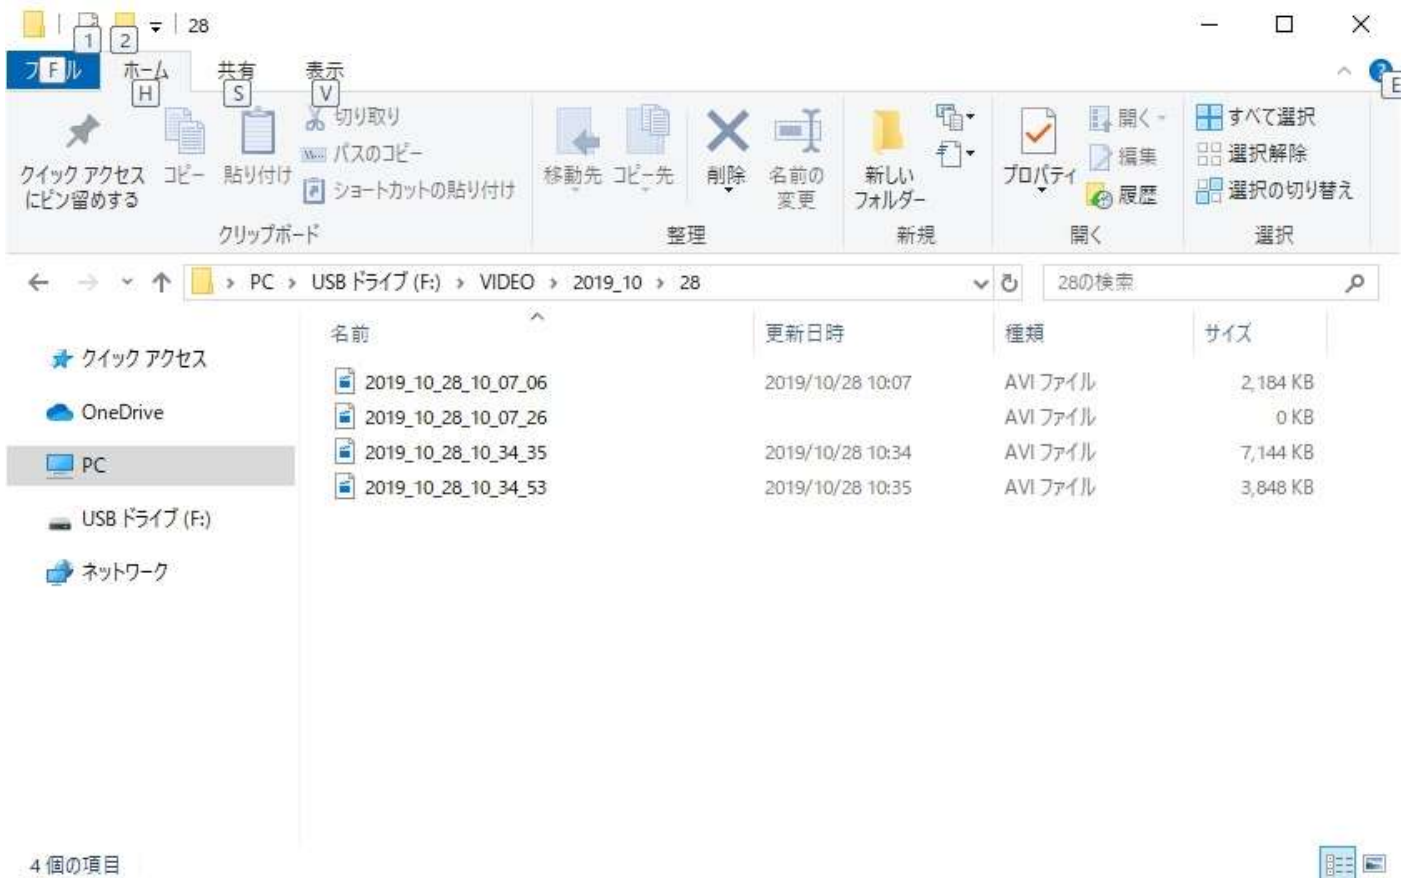 28
1 2
ファイル ホーム 共有 表示
F H S V E
クイック アクセス
にピン留めする
コピー
貼り付け
切り取り
パスのコピー
ショートカットの貼り付け
クリップボード
移動先
コピー先
削除
名前の
変更
整理
新しい
フォルダー
新規
プロパティ
開く
編集
履歴
開く
すべて選択
選択解除
選択の切り替え
選択
PC › USB ドライブ (F:) › VIDEO › 2019_10 › 28
28の検索
クイック アクセス
OneDrive
PC
USB ドライブ (F:)
ネットワーク
名前 更新日時 種類 サイズ
2019_10_28_10_07_06 2019/10/28 10:07 AVI ファイル 2,184 KB
2019_10_28_10_07_26 AVI ファイル 0 KB
2019_10_28_10_34_35 2019/10/28 10:34 AVI ファイル 7,144 KB
2019_10_28_10_34_53 2019/10/28 10:35 AVI ファイル 3,848 KB
4 個の項目